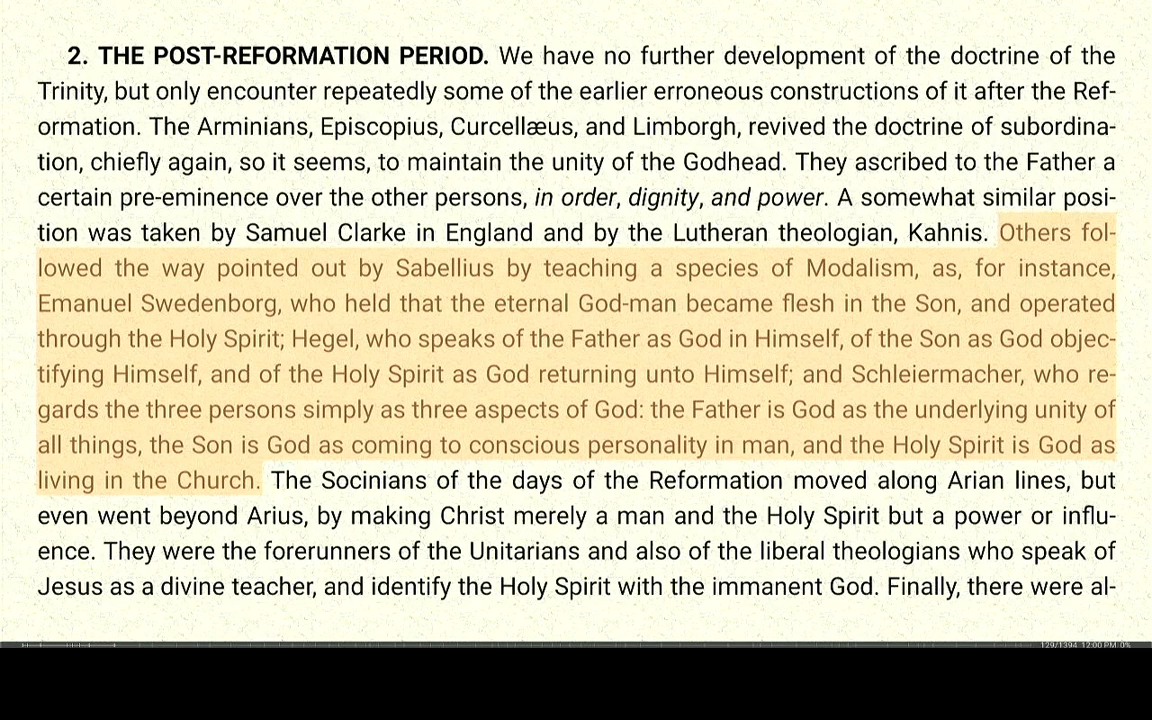 2. THE POST-REFORMATION PERIOD. We have no further development of the doctrine of the
Trinity, but only encounter repeatedly some of the earlier erroneous constructions of it after the Ref-
ormation. The Arminians, Episcopius, Curcellæus, and Limborgh, revived the doctrine of subordina-
tion, chiefly again, so it seems, to maintain the unity of the Godhead. They ascribed to the Father a
certain pre-eminence over the other persons, in order, dignity, and power. A somewhat similar posi-
tion was taken by Samuel Clarke in England and by the Lutheran theologian, Kahnis. Others fol-
lowed the way pointed out by Sabellius by teaching a species of Modalism, as, for instance,
Emanuel Swedenborg, who held that the eternal God-man became flesh in the Son, and operated
through the Holy Spirit; Hegel, who speaks of the Father as God in Himself, of the Son as God objec-
tifying Himself, and of the Holy Spirit as God returning unto Himself; and Schleiermacher, who re-
gards the three persons simply as three aspects of God: the Father is God as the underlying unity of
all things, the Son is God as coming to conscious personality in man, and the Holy Spirit is God as
living in the Church. The Socinians of the days of the Reformation moved along Arian lines, but
even went beyond Arius, by making Christ merely a man and the Holy Spirit but a power or influ-
ence. They were the forerunners of the Unitarians and also of the liberal theologians who speak of
Jesus as a divine teacher, and identify the Holy Spirit with the immanent God. Finally, there were al-
129/1394 12:00 PM 0%